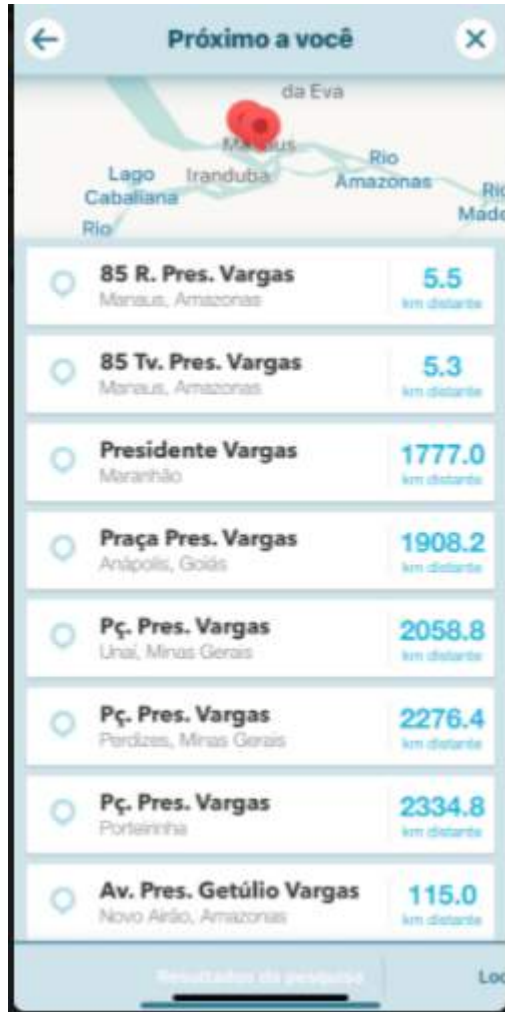 Próximo a você
da Eva
Manaus
Rio
Amazonas
Lago
Cabaliana
Iranduba
Rio
85 R. Pres. Vargas
Manaus, Amazonas
5.5
km distante
85 Tv. Pres. Vargas
Manaus, Amazonas
5.3
km distante
Presidente Vargas
Maranhão
1777.0
km distante
Praça Pres. Vargas
Anápolis, Goiás
1908.2
km distante
Pç. Pres. Vargas
Unaí, Minas Gerais
2058.8
km distante
Pç. Pres. Vargas
Perdizes, Minas Gerais
2276.4
km distante
Pç. Pres. Vargas
Porteirinha
2334.8
km distante
Av. Pres. Getúlio Vargas
Novo Airão, Amazonas
115.0
km distante
Resultados da pesquisa
Loc